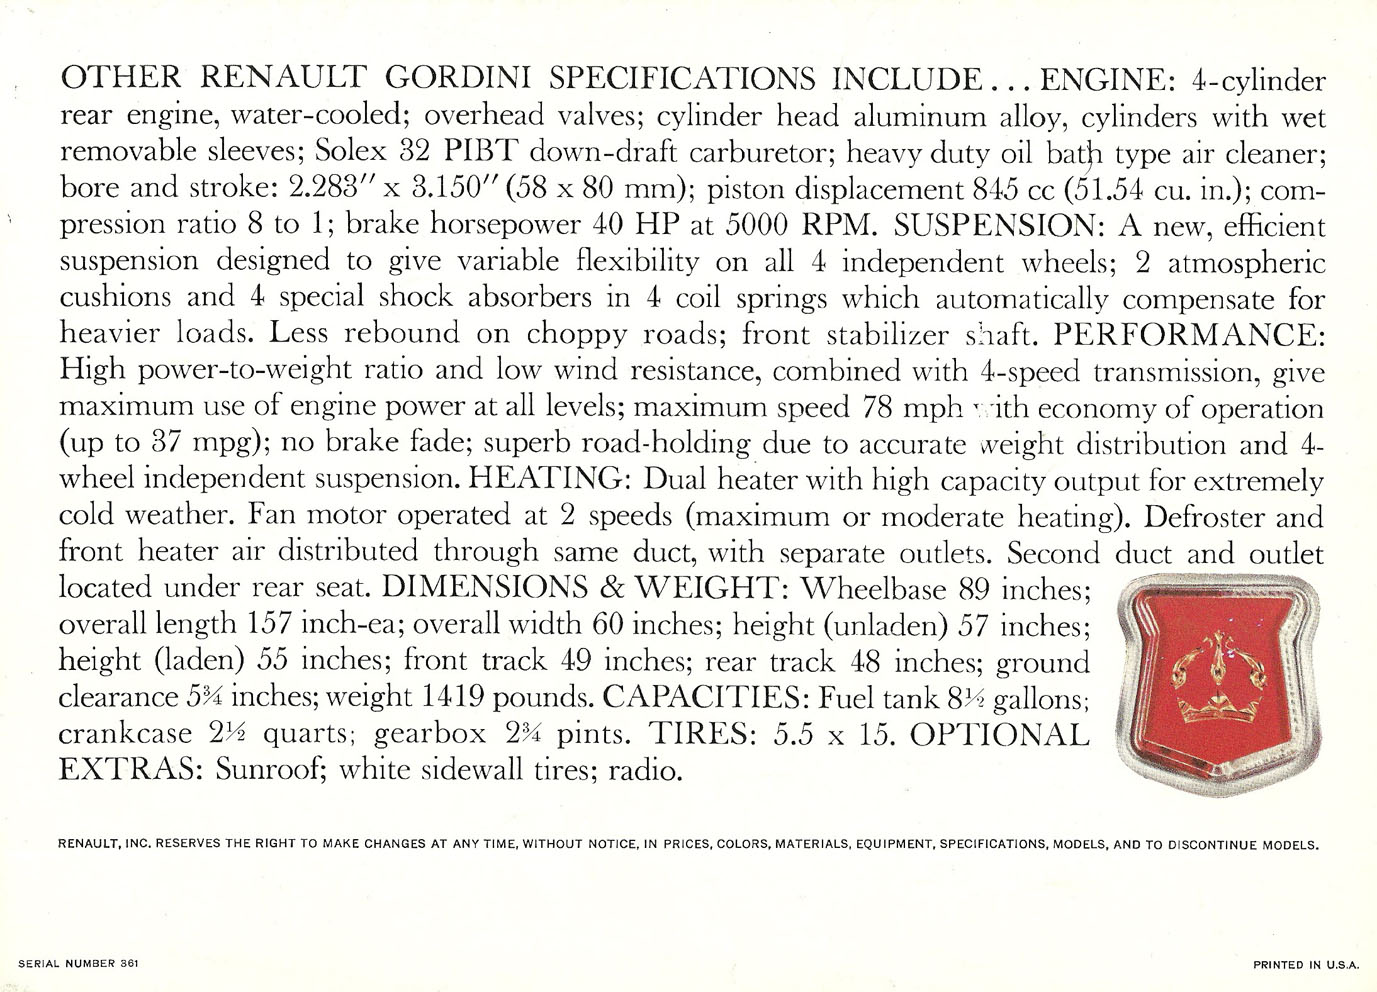 OTHER RENAULT GORDINI SPECIFICATIONS INCLUDE... ENGINE: 4-cylinder
rear engine, water-cooled; overhead valves; cylinder head aluminum alloy, cylinders with wet
removable sleeves; Solex 32 PIBT down-draft carburetor; heavy duty oil bath type air cleaner;
bore and stroke: 2.283″ x 3.150″ (58 x 80 mm); piston displacement 845 cc (51.54 cu. in.); com-
pression ratio 8 to 1; brake horsepower 40 HP at 5000 RPM. SUSPENSION: A new, efficient
suspension designed to give variable flexibility on all 4 independent wheels; 2 atmospheric
cushions and 4 special shock absorbers in 4 coil springs which automatically compensate for
heavier loads. Less rebound on choppy roads; front stabilizer shaft. PERFORMANCE:
High power-to-weight ratio and low wind resistance, combined with 4-speed transmission, give
maximum use of engine power at all levels; maximum speed 78 mph with economy of operation
(up to 37 mpg); no brake fade; superb road-holding due to accurate weight distribution and 4-
wheel independent suspension. HEATING: Dual heater with high capacity output for extremely
cold weather. Fan motor operated at 2 speeds (maximum or moderate heating). Defroster and
front heater air distributed through same duct, with separate outlets. Second duct and outlet
located under rear seat. DIMENSIONS & WEIGHT: Wheelbase 89 inches;
overall length 157 inch-ea; overall width 60 inches; height (unladen) 57 inches;
height (laden) 55 inches; front track 49 inches; rear track 48 inches; ground
clearance 5¾ inches; weight 1419 pounds. CAPACITIES: Fuel tank 8½ gallons;
crankcase 2½ quarts; gearbox 2¾ pints. TIRES: 5.5 x 15. OPTIONAL
EXTRAS: Sunroof; white sidewall tires; radio.
RENAULT, INC. RESERVES THE RIGHT TO MAKE CHANGES AT ANY TIME, WITHOUT NOTICE, IN PRICES, COLORS, MATERIALS, EQUIPMENT, SPECIFICATIONS, MODELS, AND TO DISCONTINUE MODELS.
SERIAL NUMBER 361
PRINTED IN U.S.A.